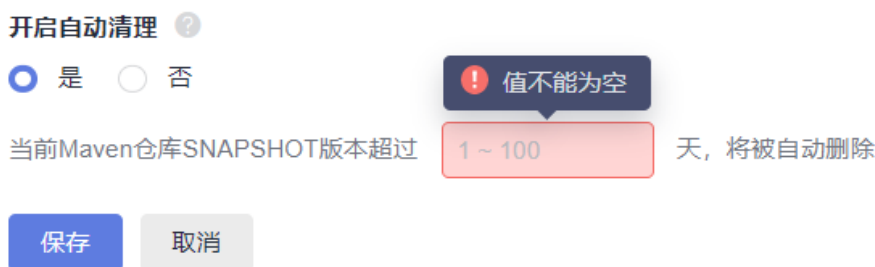 开启自动清理 ?
是 否
! 值不能为空
当前Maven仓库SNAPSHOT版本超过 1 ~ 100 天，将被自动删除
保存 取消